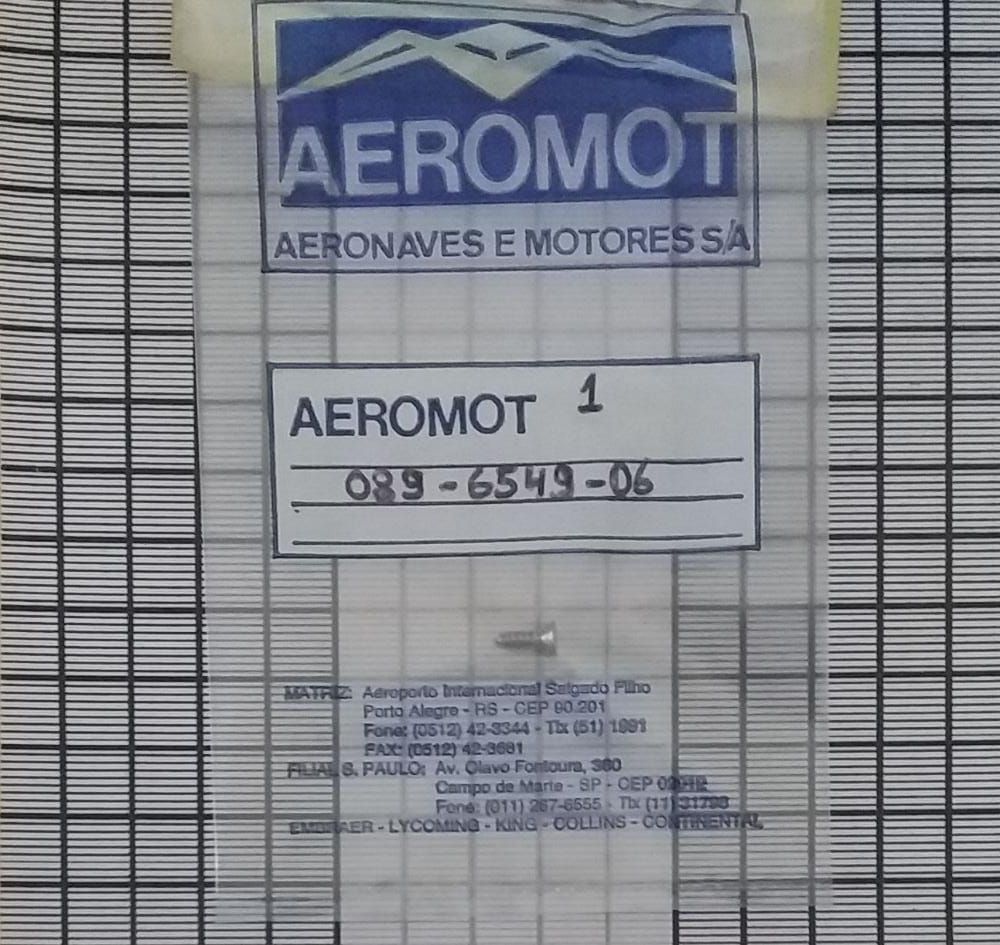 AEROMOT
AERONAVES E MOTORES S/A
AEROMOT 1
089-6549-06
MATRIZ: Aeroporto Internacional Salgado Filho
Porto Alegre - RS - CEP 90.201
Fone: (0512) 42-3344 - Tlx (51) 1991
FAX: (0512) 42-3681
FILIAL S. PAULO: Av. Olavo Fontoura, 360
Campo de Marte - SP - CEP
Fone: (011) 267-6555 - Tlx (11) 31798
EMBRAER - LYCOMING - KING - COLLINS - CONTINENTAL